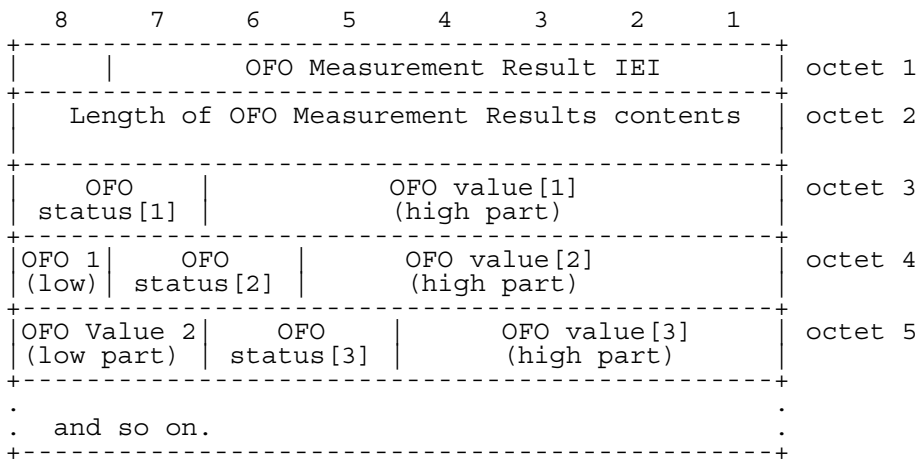 8 7 6 5 4 3 2 1
OFO Measurement Result IEI octet 1
Length of OFO Measurement Results contents octet 2
OFO OFO value[1] octet 3
status[1] (high part)
OFO 1 OFO OFO value[2] octet 4
(low) status[2] (high part)
OFO Value 2 OFO OFO value[3] octet 5
(low part) status[3] (high part)
. .
. and so on. .